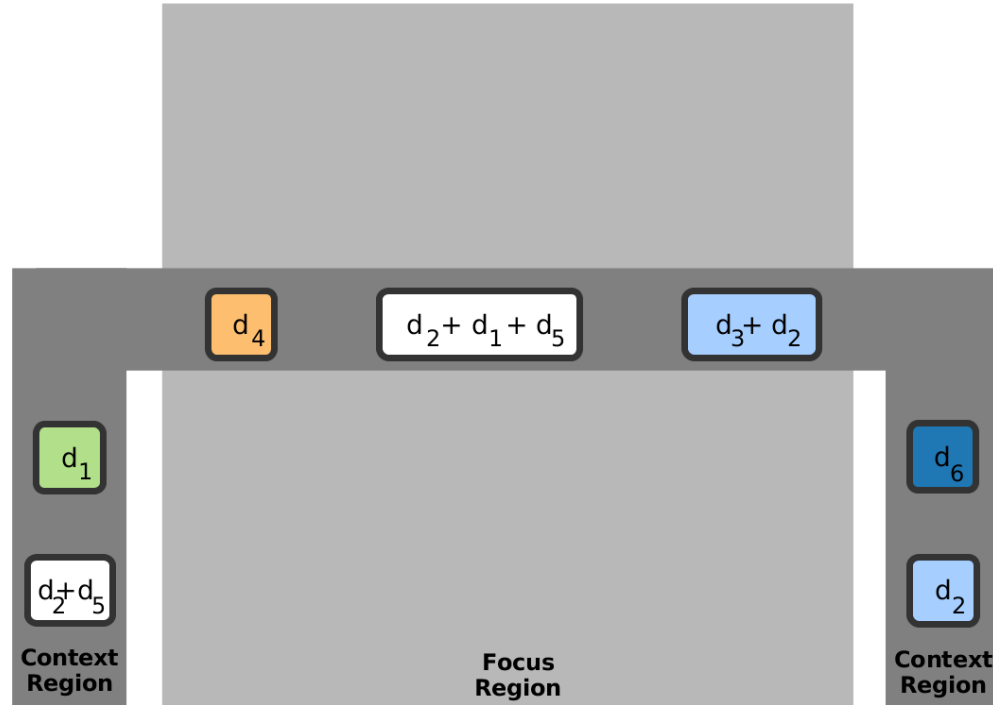 d₄
d₂ + d₁ + d₅
d₃ + d₂
d₁
d₆
d₂+d₅
d₂
Context
Region
Focus
Region
Context
Region